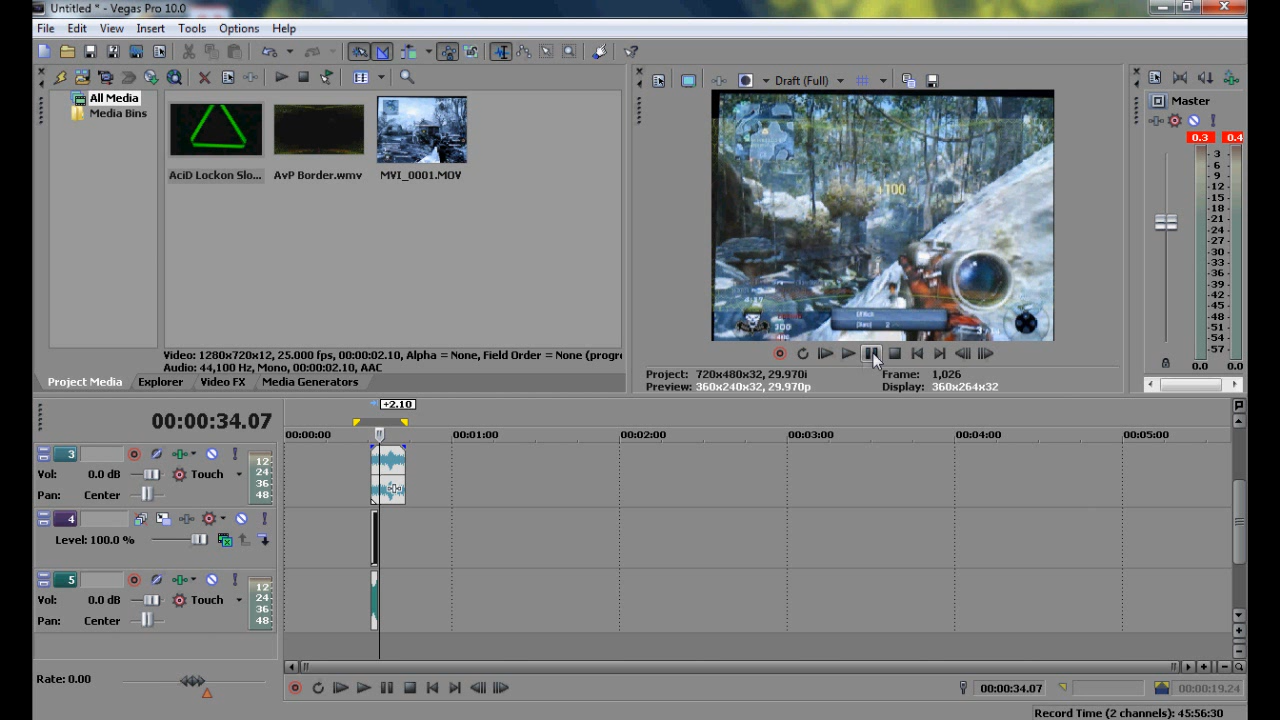 Untitled * - Vegas Pro 10.0
File Edit View Insert Tools Options Help
Draft (Full)
All Media
Media Bins
AciD Lockon Slo...
AvP Border.wmv
MVI_0001.MOV
Master
0.3 0.4
3
6
9
12
15
18
21
24
27
30
33
36
39
42
45
48
51
54
57
0.0 0.0
+100
300
Video: 1280x720x12, 25.000 fps, 00:00:02.10, Alpha = None, Field Order = None (progre
Audio: 44,100 Hz, Mono, 00:00:02.10, AAC
Project Media Explorer Video FX Media Generators
Project: 720x480x32, 29.970i
Frame: 1,026
Preview: 360x240x32, 29.970p
Display: 360x264x32
+2.10
00:00:34.07
00:00:00 00:01:00 00:02:00 00:03:00 00:04:00 00:05:00
3
Vol: 0.0 dB Touch
Pan: Center
12
24
36
48
4
Level: 100.0 %
5
Vol: 0.0 dB Touch
Pan: Center
12
24
36
48
Rate: 0.00
00:00:34.07
00:00:19.24
Record Time (2 channels): 45:56:30